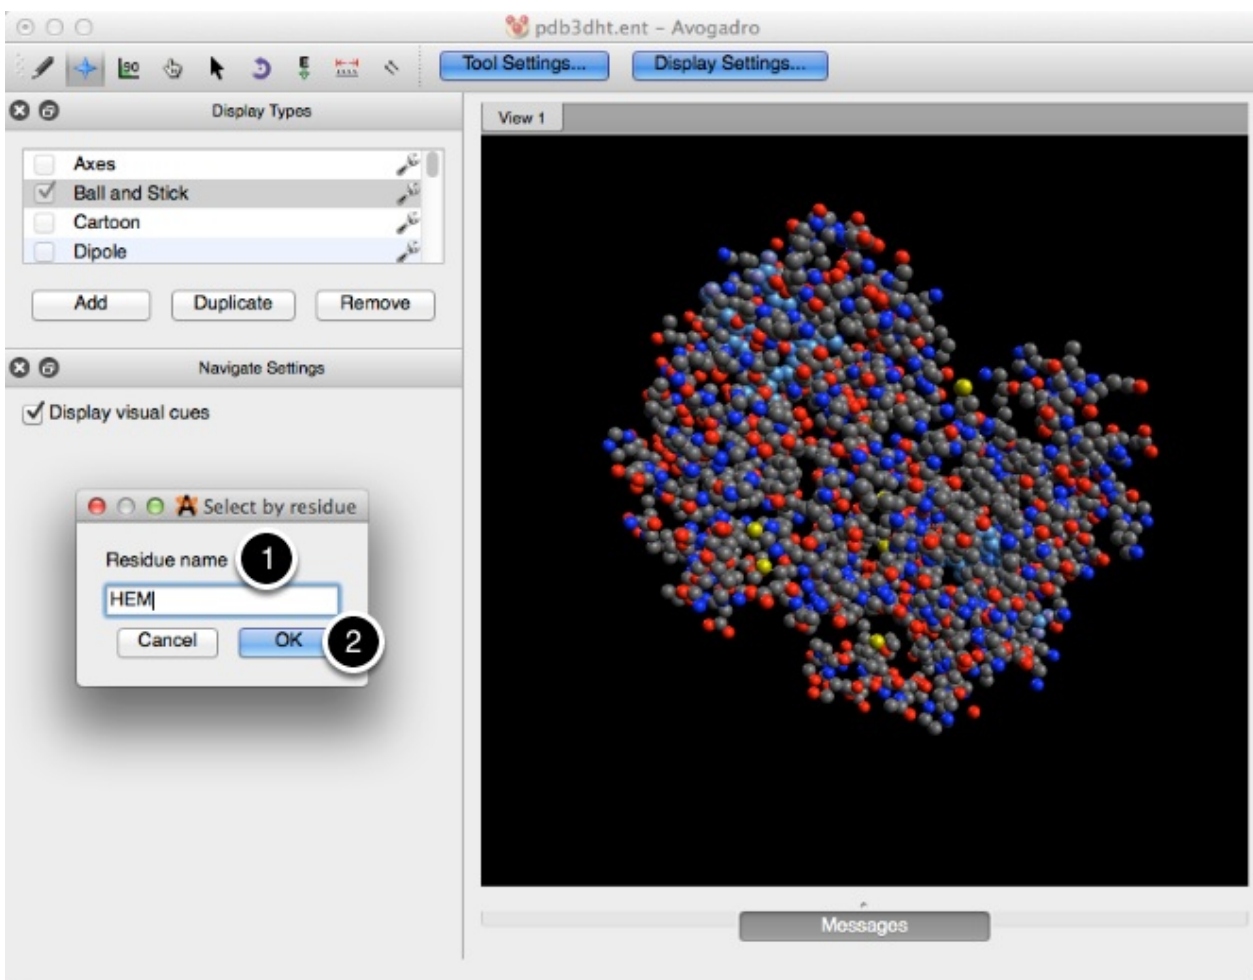 pdb3dht.ent – Avogadro
Tool Settings...
Display Settings...
Display Types
View 1
Axes
Ball and Stick
Cartoon
Dipole
Add
Duplicate
Remove
Navigate Settings
Display visual cues
Select by residue
Residue name
1
HEM
Cancel
OK
2
Messages